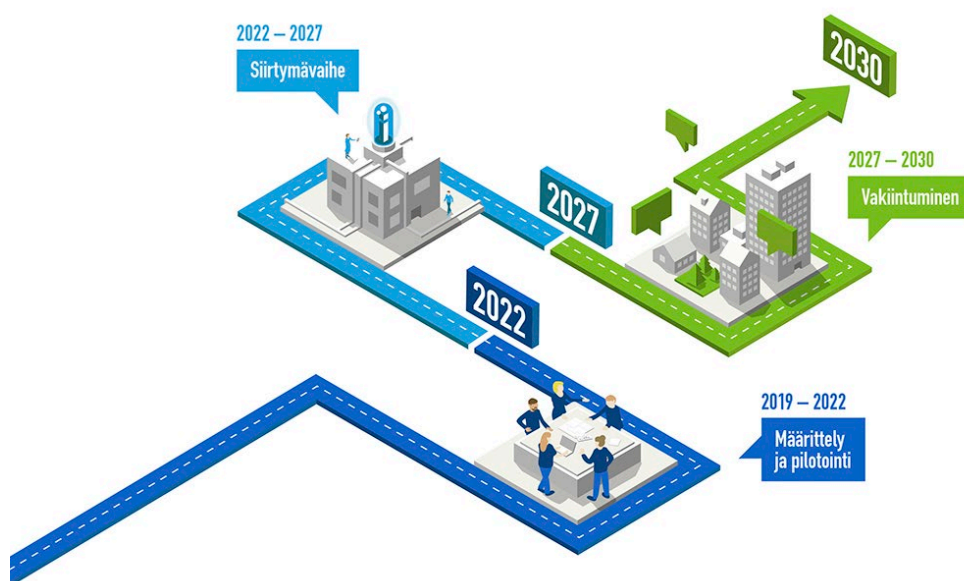 2022 – 2027
Siirtymävaihe
2030
2027 – 2030
Vakiintuminen
2027
2022
2019 – 2022
Määrittely
ja pilotointi